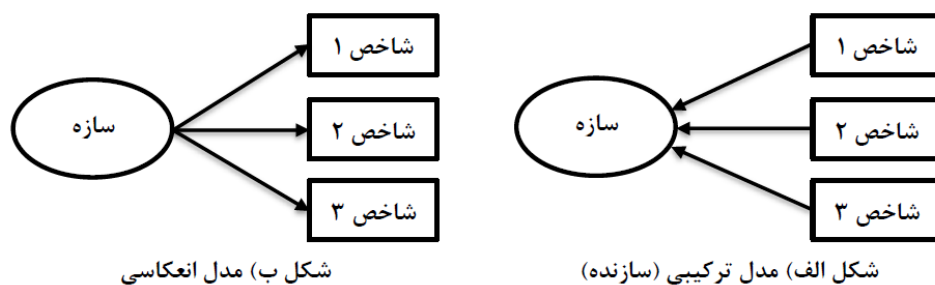 شاخص ۱
سازه
شاخص ۲
شاخص ۳
شکل الف) مدل ترکیبی (سازنده)
شاخص ۱
سازه
شاخص ۲
شاخص ۳
شکل ب) مدل انعکاسی